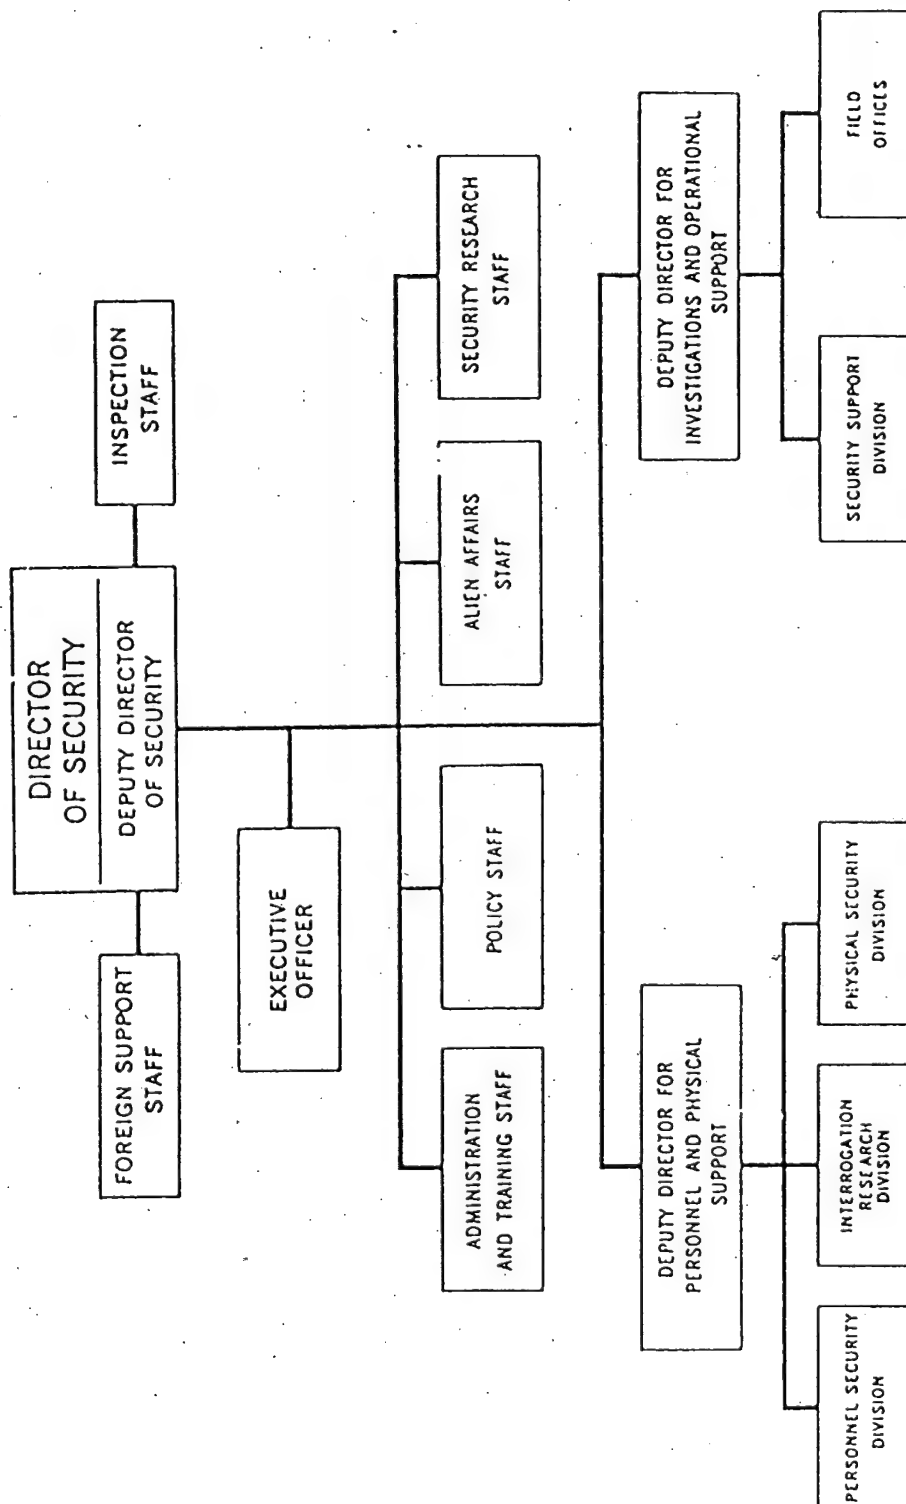 DIRECTOR
OF SECURITY
DEPUTY DIRECTOR
OF SECURITY
FOREIGN SUPPORT
STAFF
INSPECTION
STAFF
EXECUTIVE
OFFICER
ADMINISTRATION
AND TRAINING STAFF
POLICY STAFF
ALIEN AFFAIRS
STAFF
SECURITY RESEARCH
STAFF
DEPUTY DIRECTOR FOR
PERSONNEL AND PHYSICAL
SUPPORT
DEPUTY DIRECTOR FOR
INVESTIGATIONS AND OPERATIONAL
SUPPORT
PERSONNEL SECURITY
DIVISION
INTERROGATION
RESEARCH
DIVISION
PHYSICAL SECURITY
DIVISION
SECURITY SUPPORT
DIVISION
FIELD
OFFICES